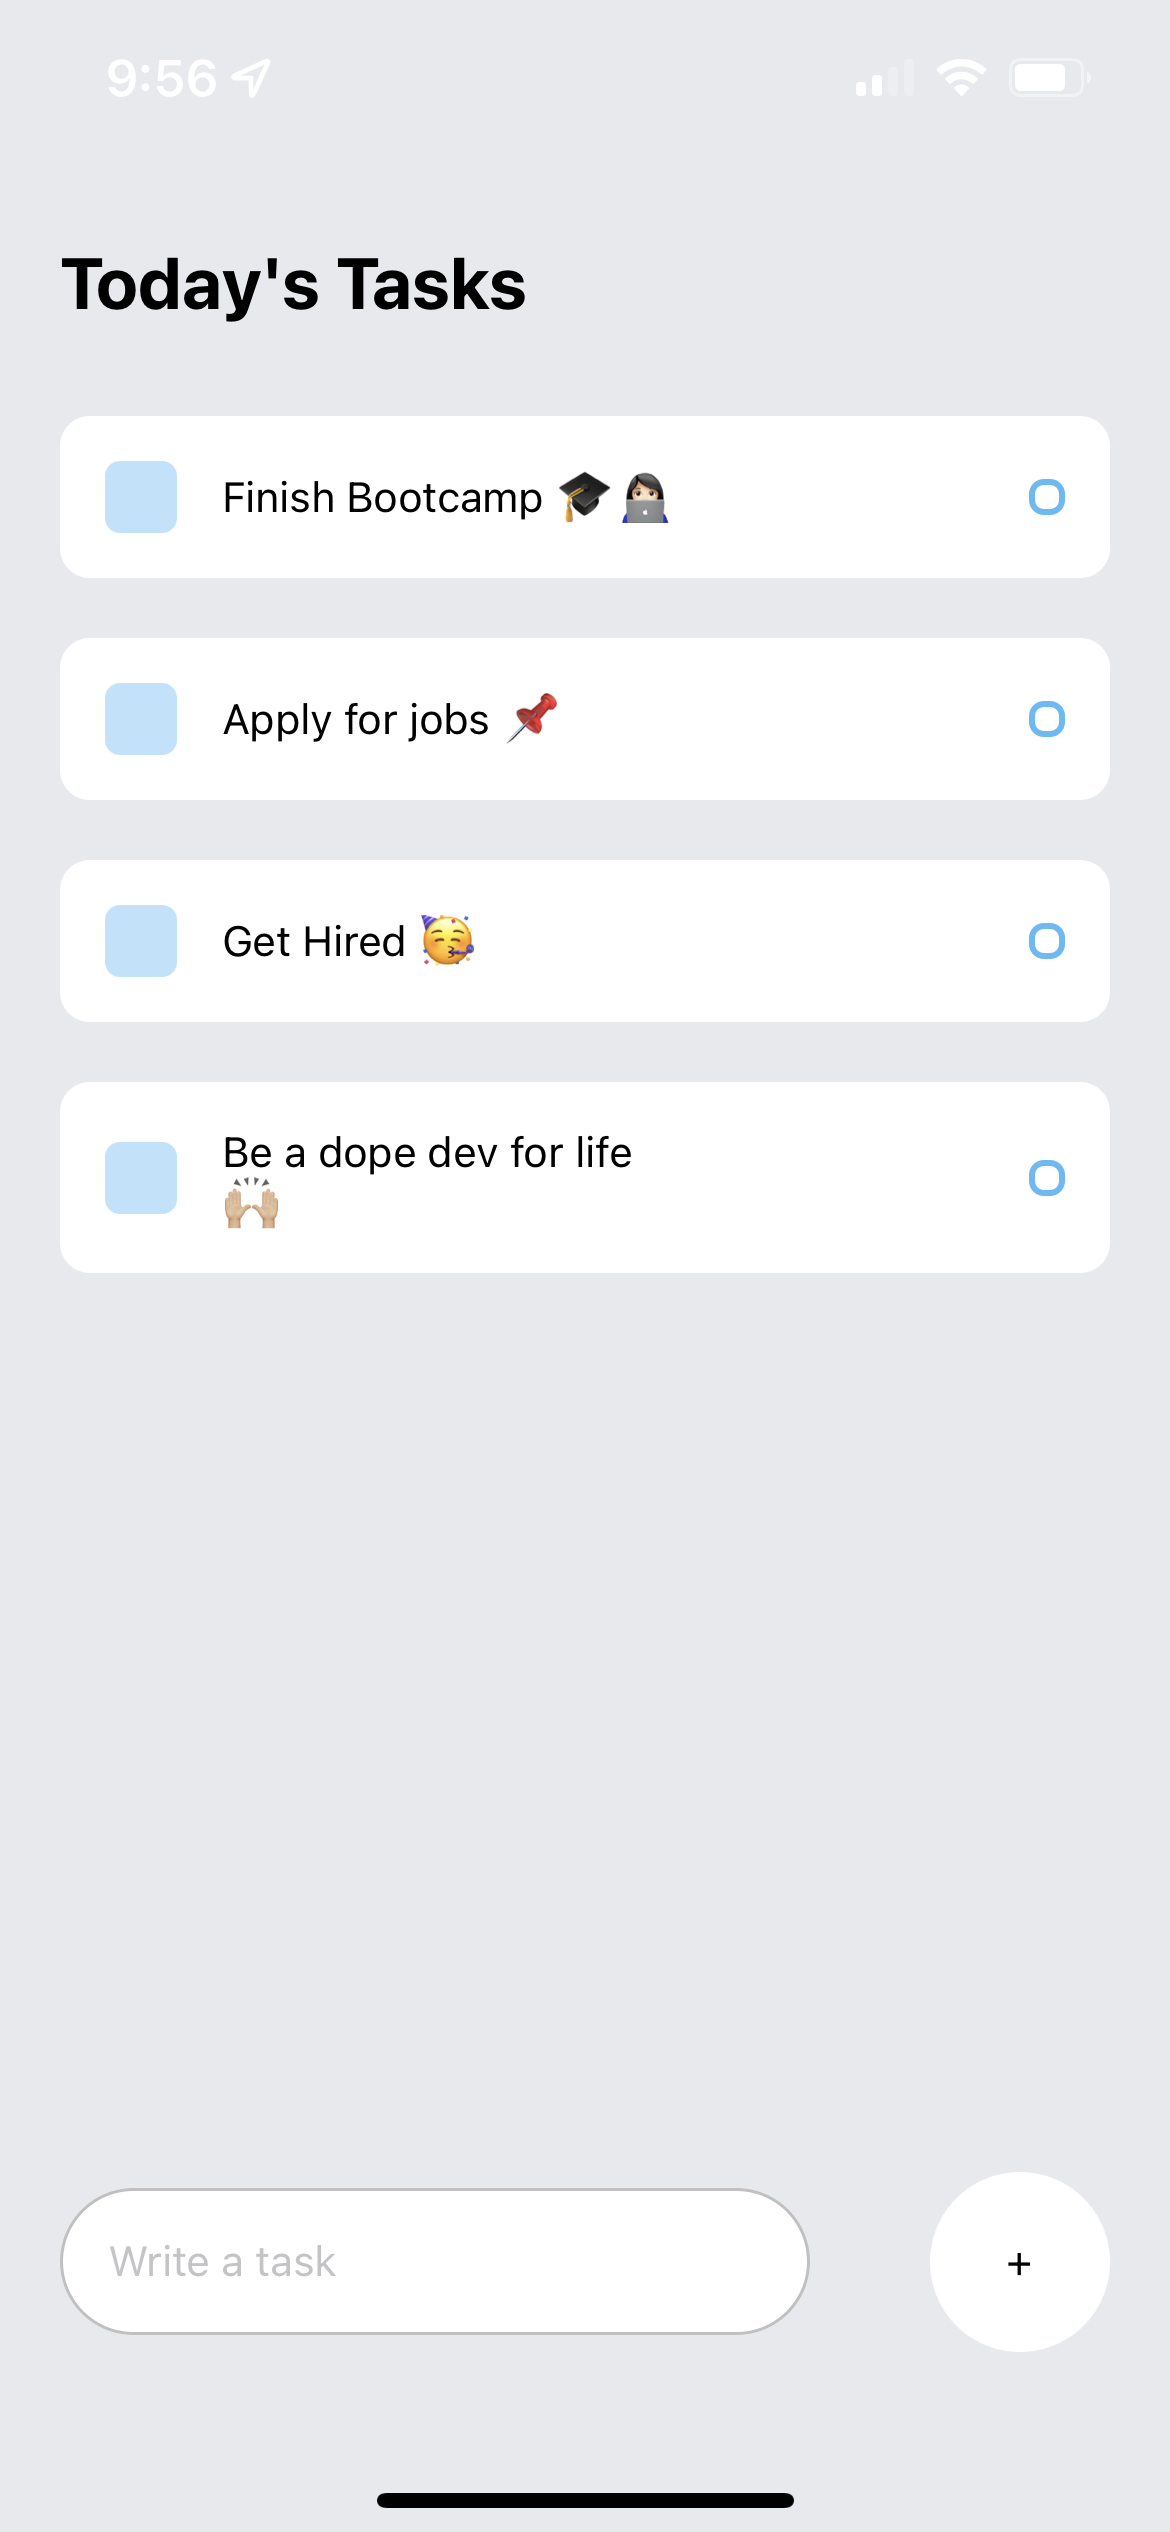 9:56
Today's Tasks
Finish Bootcamp 🎓👩🏻‍💻
Apply for jobs 📌
Get Hired 🥳
Be a dope dev for life
🙌🏼
Write a task
+